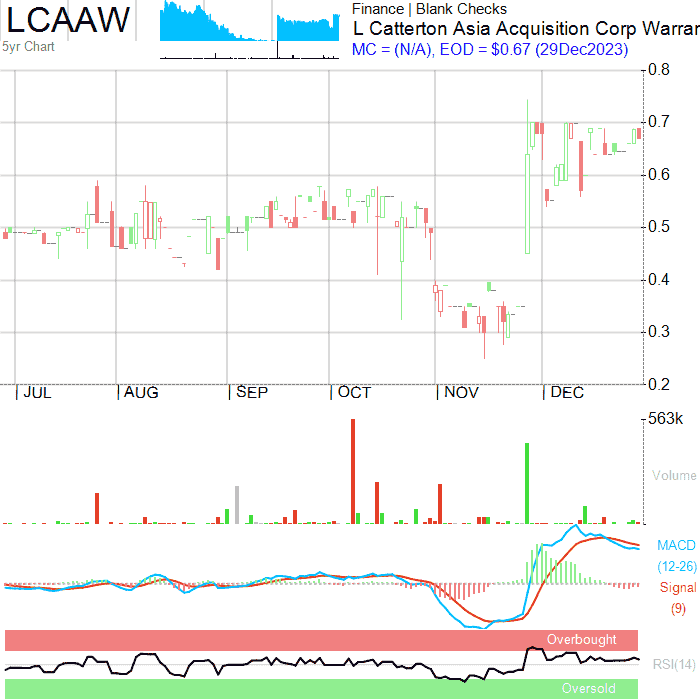 LCAAW
5yr Chart
Finance | Blank Checks
L Catterton Asia Acquisition Corp Warran
MC = (N/A), EOD = $0.67 (29Dec2023)
0.8
0.7
0.6
0.5
0.4
0.3
0.2
JUL AUG SEP OCT NOV DEC
563k
Volume
MACD
(12-26)
Signal
(9)
Overbought
RSI(14)
Oversold